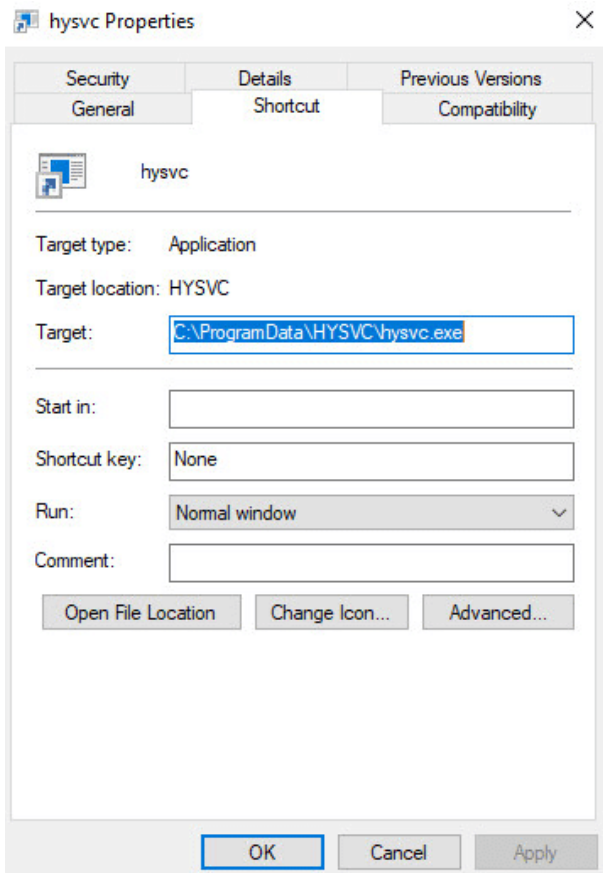 hysvc Properties
Security Details Previous Versions
General Shortcut Compatibility
hysvc
Target type: Application
Target location: HYSVC
Target: C:\ProgramData\HYSVC\hysvc.exe
Start in:
Shortcut key: None
Run: Normal window
Comment:
Open File Location Change Icon... Advanced...
OK Cancel Apply